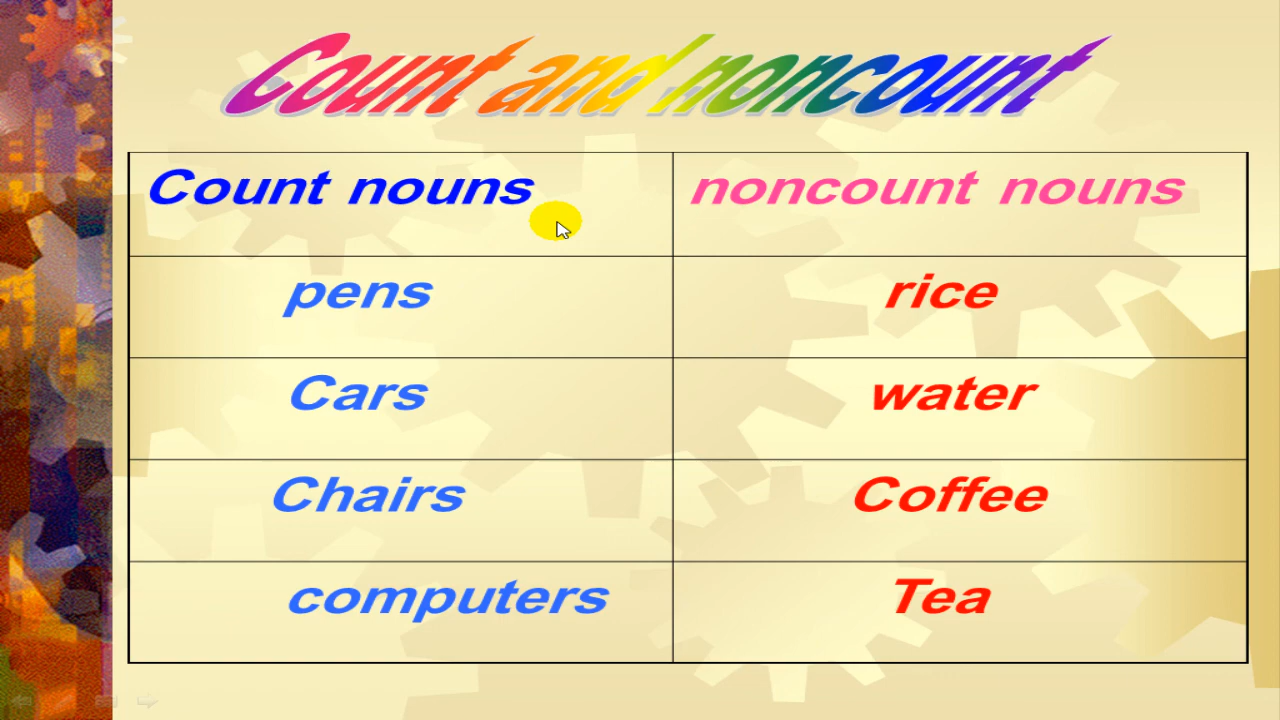 Count and noncount
Count nouns noncount nouns
pens rice
Cars water
Chairs Coffee
computers Tea